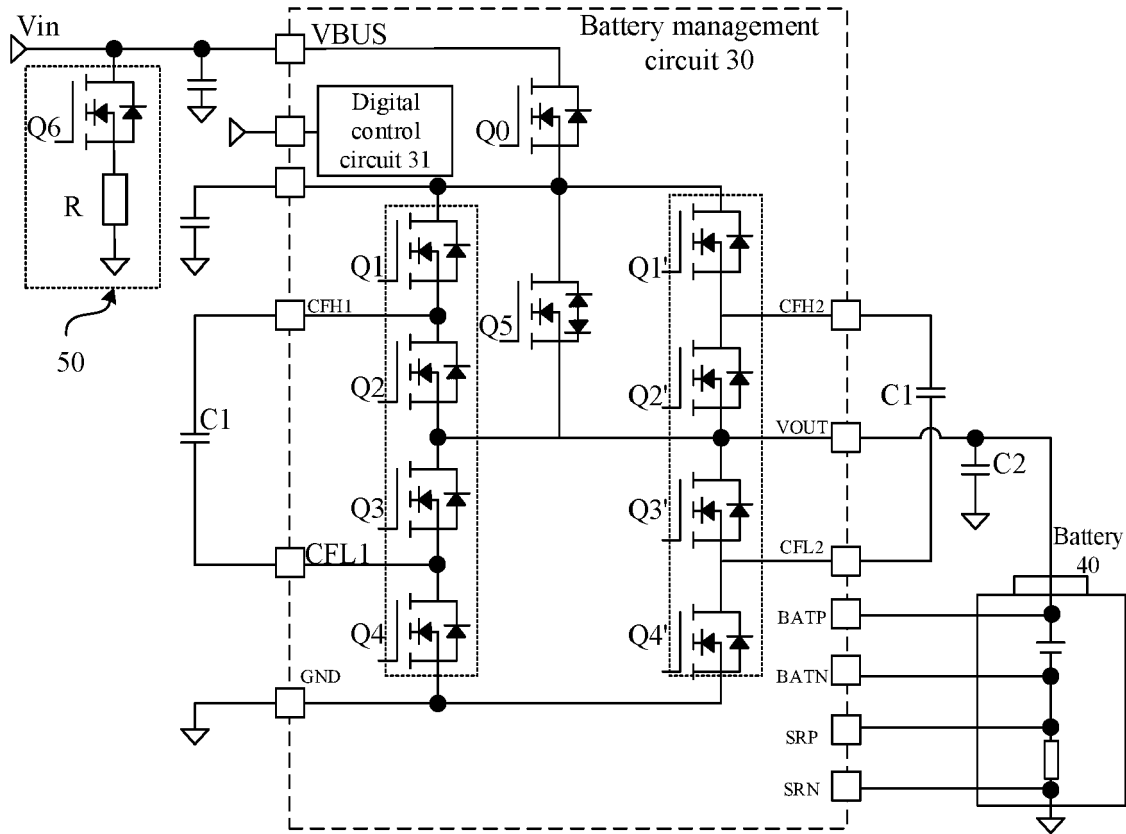 Vin
VBUS
Battery management
circuit 30
Digital
control
circuit 31
Q6
Q0
R
Q1
Q1'
CFH1
Q5
CFH2
50
Q2
Q2'
C1
C1
VOUT
C2
Q3
Q3'
CFL1
CFL2
Battery
40
BATP
Q4
Q4'
GND
BATN
SRP
SRN